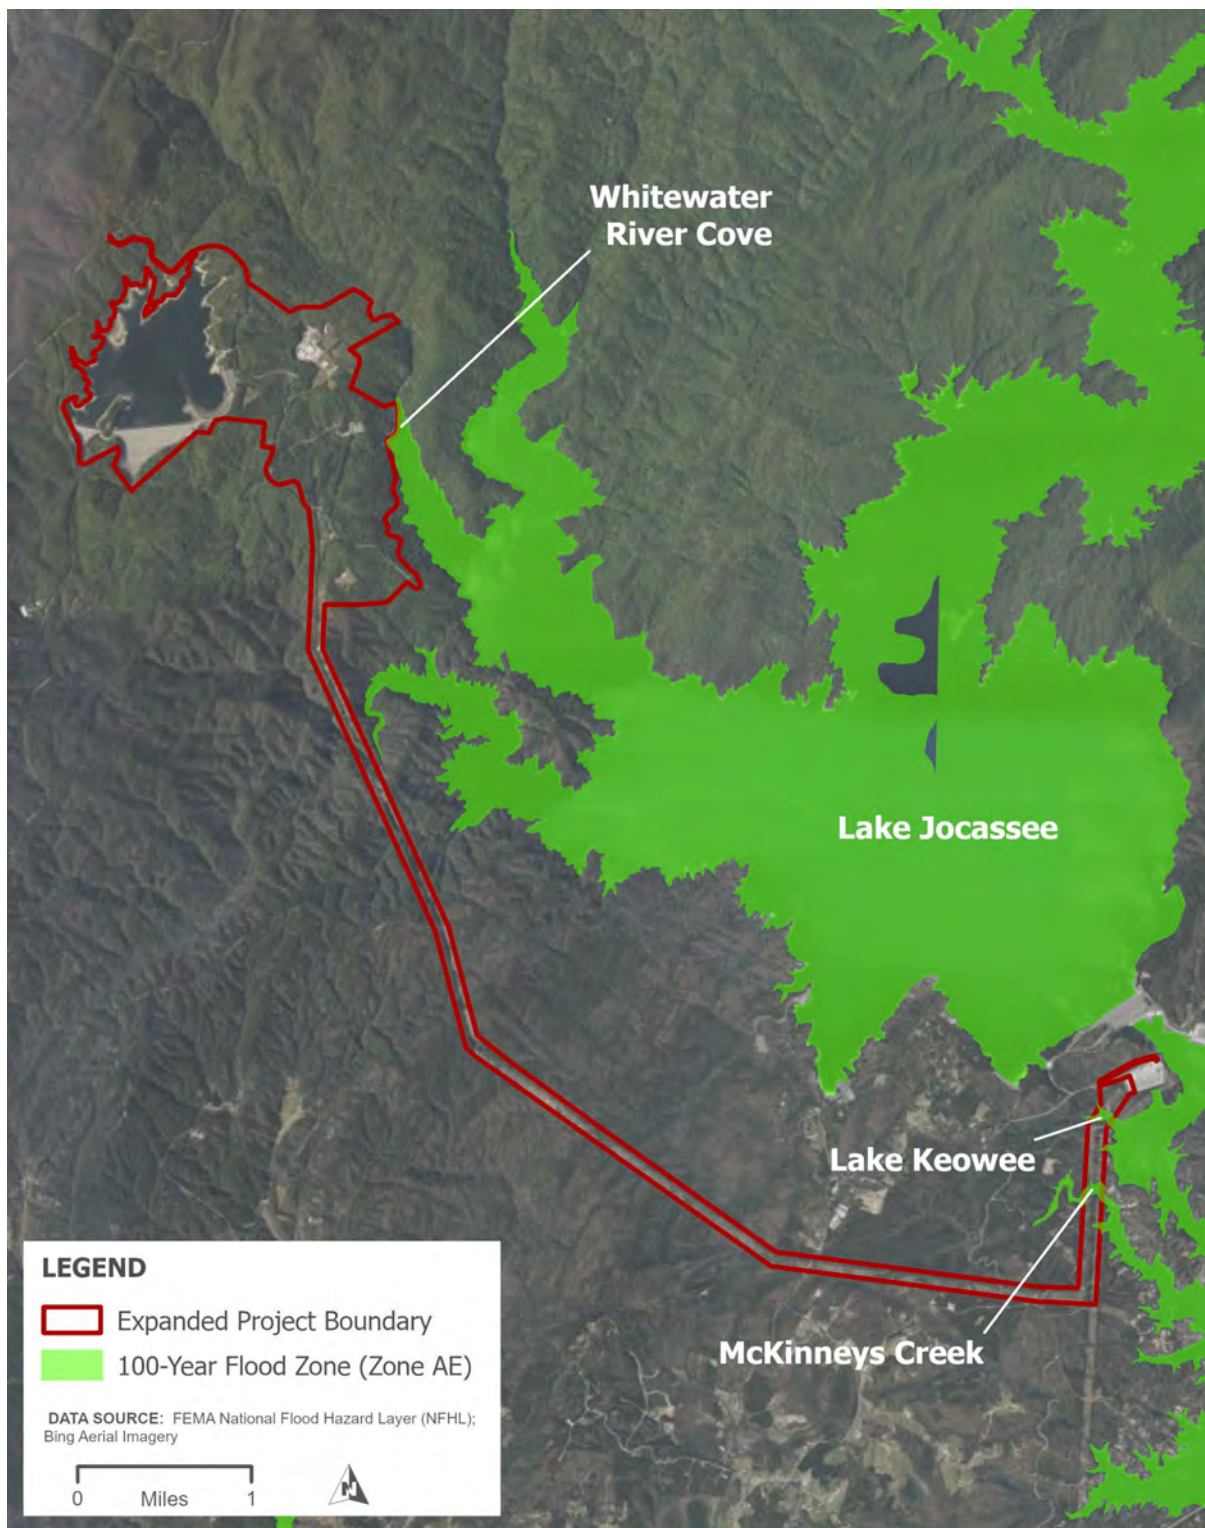 Whitewater
River Cove
Lake Jocassee
Lake Keowee
McKinneys Creek
LEGEND
Expanded Project Boundary
100-Year Flood Zone (Zone AE)
DATA SOURCE: FEMA National Flood Hazard Layer (NFHL);
Bing Aerial Imagery
0 Miles 1
N